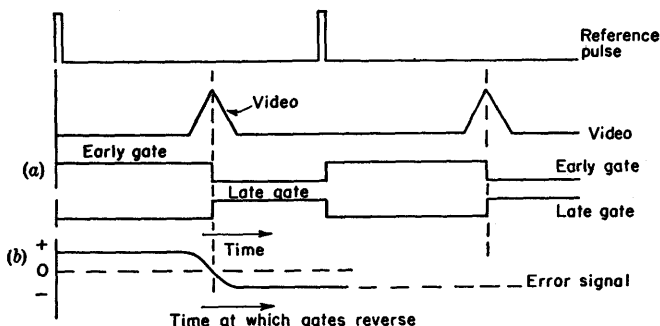 Reference
pulse
Video
Video
Early gate
(a)
Early gate
Late gate
Late gate
+
Time
(b)
O
Error signal
−
Time at which gates reverse